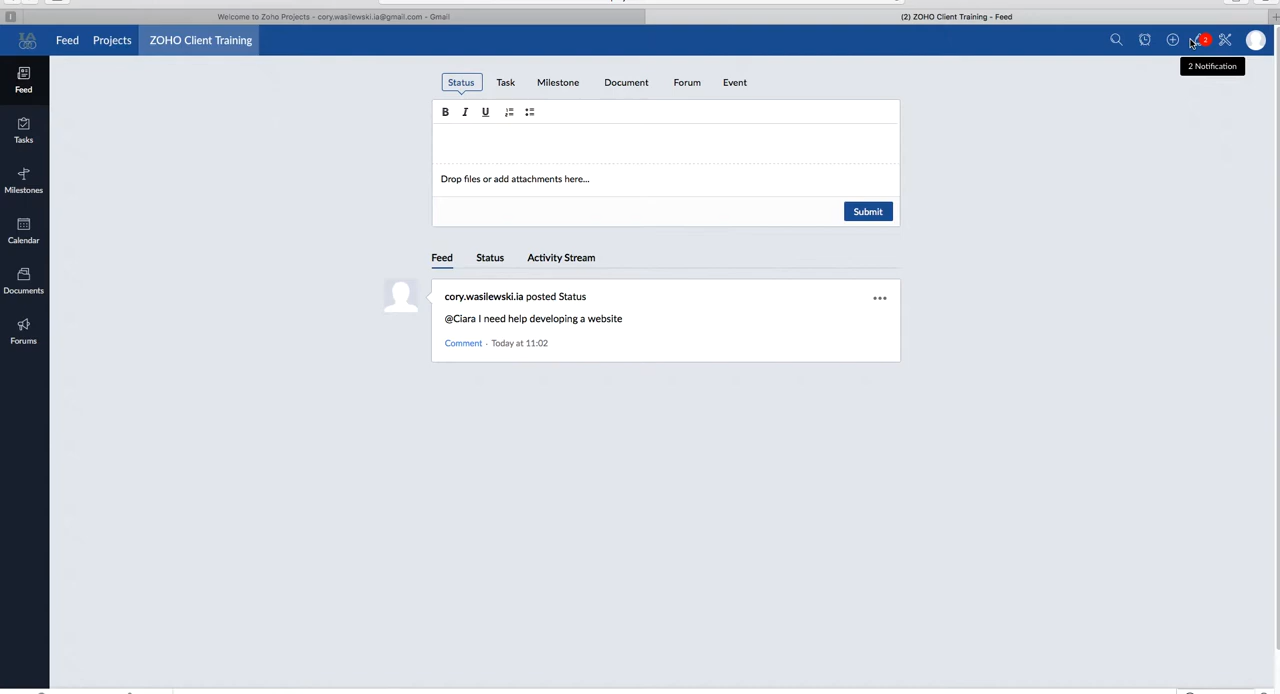 Welcome to Zoho Projects - cory.wasilewski.ia@gmail.com - Gmail
(2) ZOHO Client Training - Feed
Feed Projects ZOHO Client Training
2
2 Notification
Feed
Tasks
Milestones
Calendar
Documents
Forums
Status Task Milestone Document Forum Event
B I U
Drop files or add attachments here...
Submit
Feed Status Activity Stream
cory.wasilewski.ia posted Status
@Ciara I need help developing a website
Comment · Today at 11:02